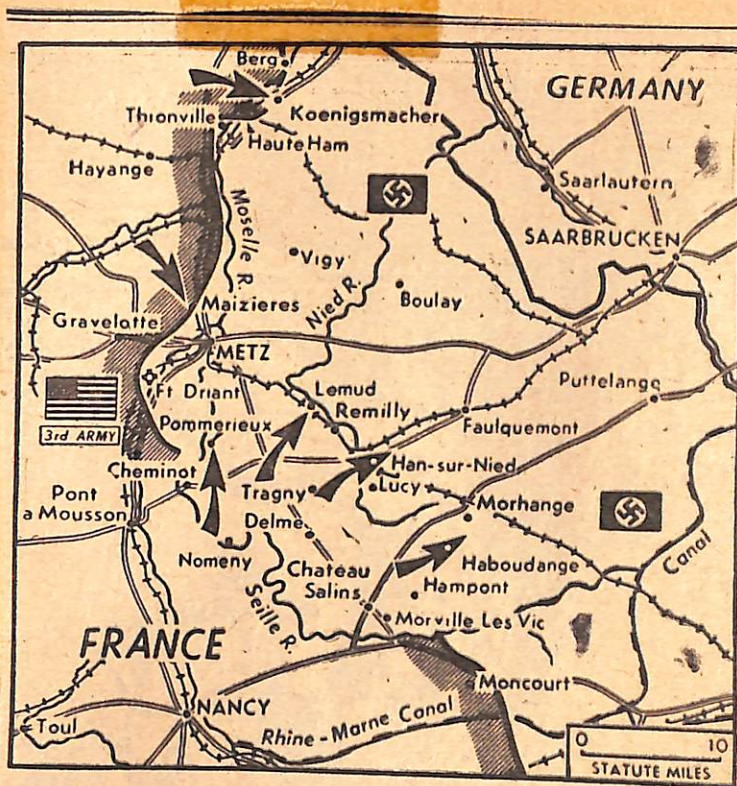 Berg
GERMANY
Thionville
Koenigsmacher
Haute Ham
Hayange
Saarlautern
Moselle R.
SAARBRUCKEN
Vigy
Nied R.
Boulay
Maizieres
Gravelotte
METZ
Puttelange
Ft Driant
Lemud
Remilly
3rd ARMY
Pommerieux
Faulquemont
Cheminot
Han-sur-Nied
Pont
a Mousson
Tragny
Lucy
Morhange
Delme
Canal
Nomeny
Chateau
Salins
Haboudange
Hampont
Seille R.
Morville Les Vic
FRANCE
Moncourt
NANCY
Toul
Rhine-Marne Canal
0 10
STATUTE MILES